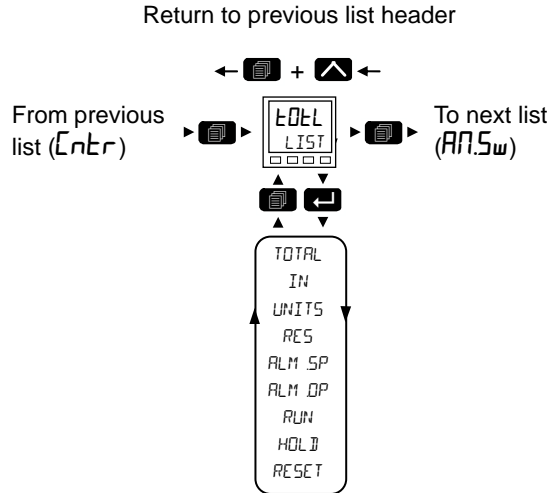 Return to previous list header
+
From previous
list (Cntr)
tOtL
LIST
To next list
(AN.Sw)
TOTAL
IN
UNITS
RES
ALM .SP
ALM .OP
RUN
HOLD
RESET